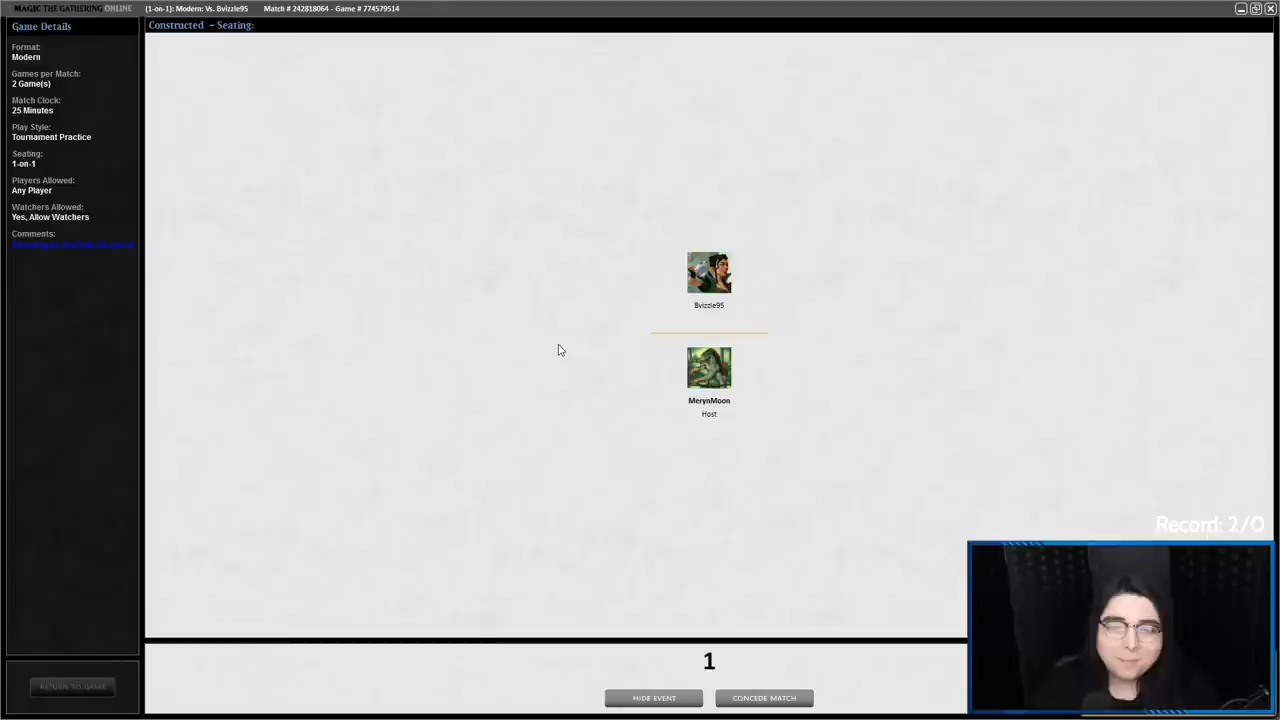 MAGIC THE GATHERING ONLINE (1-on-1): Modern: Vs. Bvizzle95 Match # 242818064 - Game # 774579514
Game Details
Constructed - Seating:
Format:
Modern
Games per Match:
2 Game(s)
Match Clock:
25 Minutes
Play Style:
Tournament Practice
Seating:
1-on-1
Players Allowed:
Any Player
Watchers Allowed:
Yes, Allow Watchers
Comments:
Bvizzle95
MerynMoon
Host
Record: 2/0
1
RETURN TO GAME
HIDE EVENT
CONCEDE MATCH